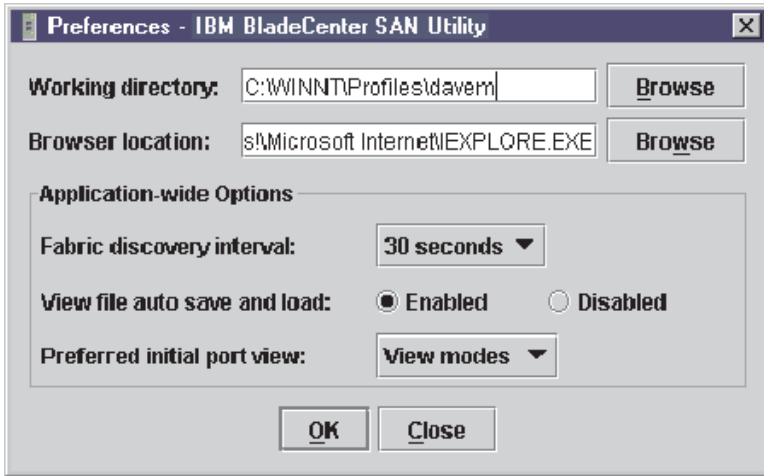 Preferences - IBM BladeCenter SAN Utility
Working directory: C:\WINNT\Profiles\davem Browse
Browser location: s!\Microsoft Internet\IEXPLORE.EXE Browse
Application-wide Options
Fabric discovery interval: 30 seconds
View file auto save and load: Enabled Disabled
Preferred initial port view: View modes
OK Close